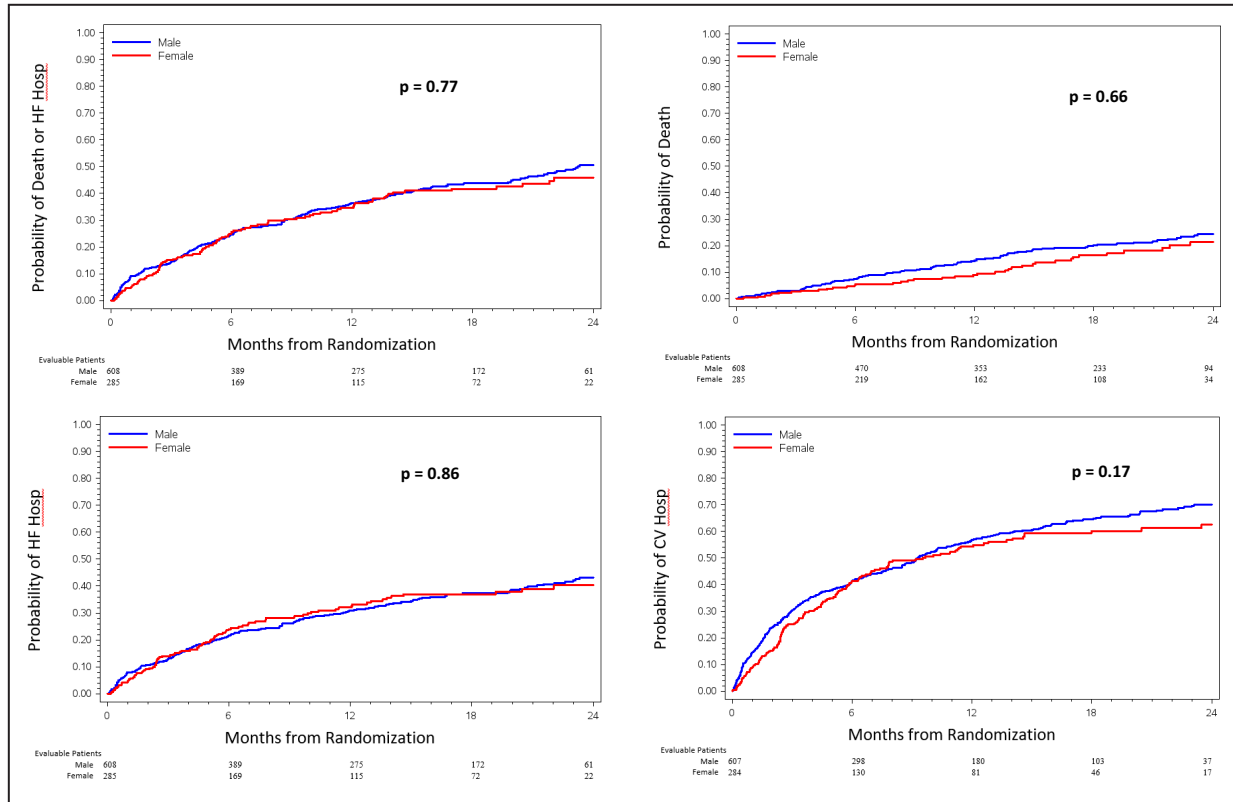 Probability of Death or HF Hosp
1.00
0.90
0.80
0.70
0.60
0.50
0.40
0.30
0.20
0.10
0.00
Male
Female
p = 0.77
0 6 12 18 24
Months from Randomization
Evaluable Patients
Male 608 389 275 172 61
Female 285 169 115 72 22
Probability of Death
1.00
0.90
0.80
0.70
0.60
0.50
0.40
0.30
0.20
0.10
0.00
Male
Female
p = 0.66
0 6 12 18 24
Months from Randomization
Evaluable Patients
Male 608 470 353 233 94
Female 285 219 162 108 34
Probability of HF Hosp
1.00
0.90
0.80
0.70
0.60
0.50
0.40
0.30
0.20
0.10
0.00
Male
Female
p = 0.86
0 6 12 18 24
Months from Randomization
Evaluable Patients
Male 608 389 275 172 61
Female 285 169 115 72 22
Probability of CV Hosp
1.00
0.90
0.80
0.70
0.60
0.50
0.40
0.30
0.20
0.10
0.00
Male
Female
p = 0.17
0 6 12 18 24
Months from Randomization
Evaluable Patients
Male 607 298 180 103 37
Female 284 130 81 46 17